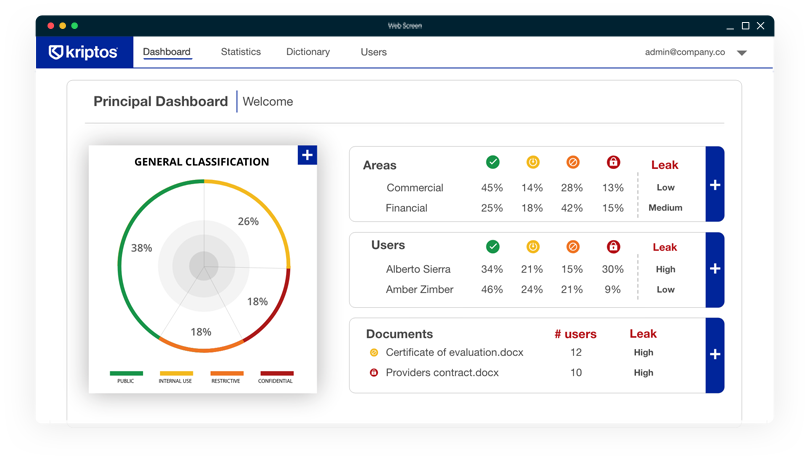 Web Screen
kriptos
Dashboard Statistics Dictionary Users admin@company.co
Principal Dashboard Welcome
GENERAL CLASSIFICATION
26%
38%
18%
18%
PUBLIC INTERNAL USE RESTRICTIVE CONFIDENTIAL
Areas Leak
Commercial 45% 14% 28% 13% Low
Financial 25% 18% 42% 15% Medium
Users Leak
Alberto Sierra 34% 21% 15% 30% High
Amber Zimber 46% 24% 21% 9% Low
Documents # users Leak
Certificate of evaluation.docx 12 High
Providers contract.docx 10 High